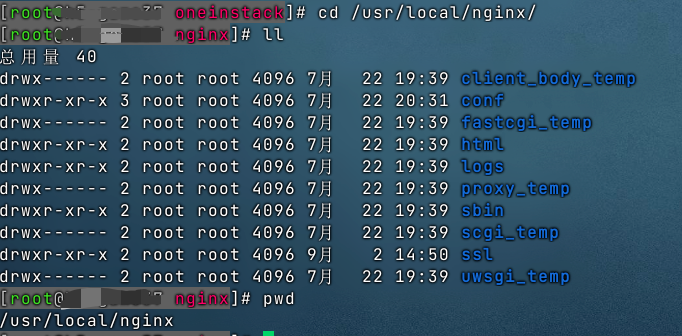 [root@ oneinstack]# cd /usr/local/nginx/
[root@ nginx]# ll
总用量 40
drwx------ 2 root root 4096 7月 22 19:39 client_body_temp
drwxr-xr-x 3 root root 4096 7月 22 20:31 conf
drwx------ 2 root root 4096 7月 22 19:39 fastcgi_temp
drwxr-xr-x 2 root root 4096 7月 22 19:39 html
drwxr-xr-x 2 root root 4096 7月 22 19:39 logs
drwx------ 2 root root 4096 7月 22 19:39 proxy_temp
drwxr-xr-x 2 root root 4096 7月 22 19:39 sbin
drwx------ 2 root root 4096 7月 22 19:39 scgi_temp
drwxr-xr-x 2 root root 4096 9月 2 14:50 ssl
drwx------ 2 root root 4096 7月 22 19:39 uwsgi_temp
[root@ nginx]# pwd
/usr/local/nginx